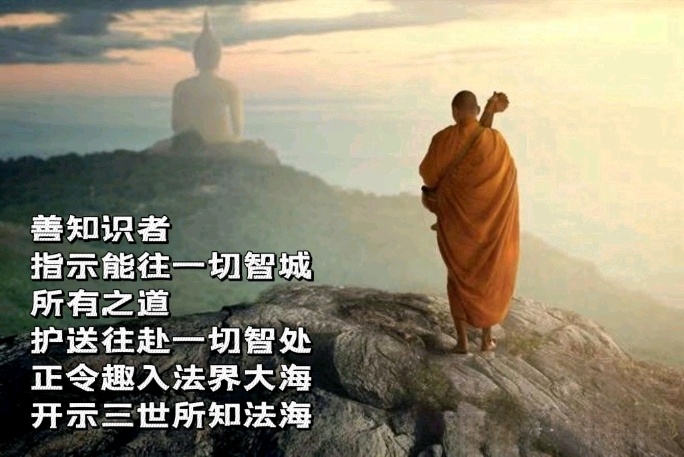 善知识者
指示能往一切智城
所有之道
护送往赴一切智处
正令趣入法界大海
开示三世所知法海